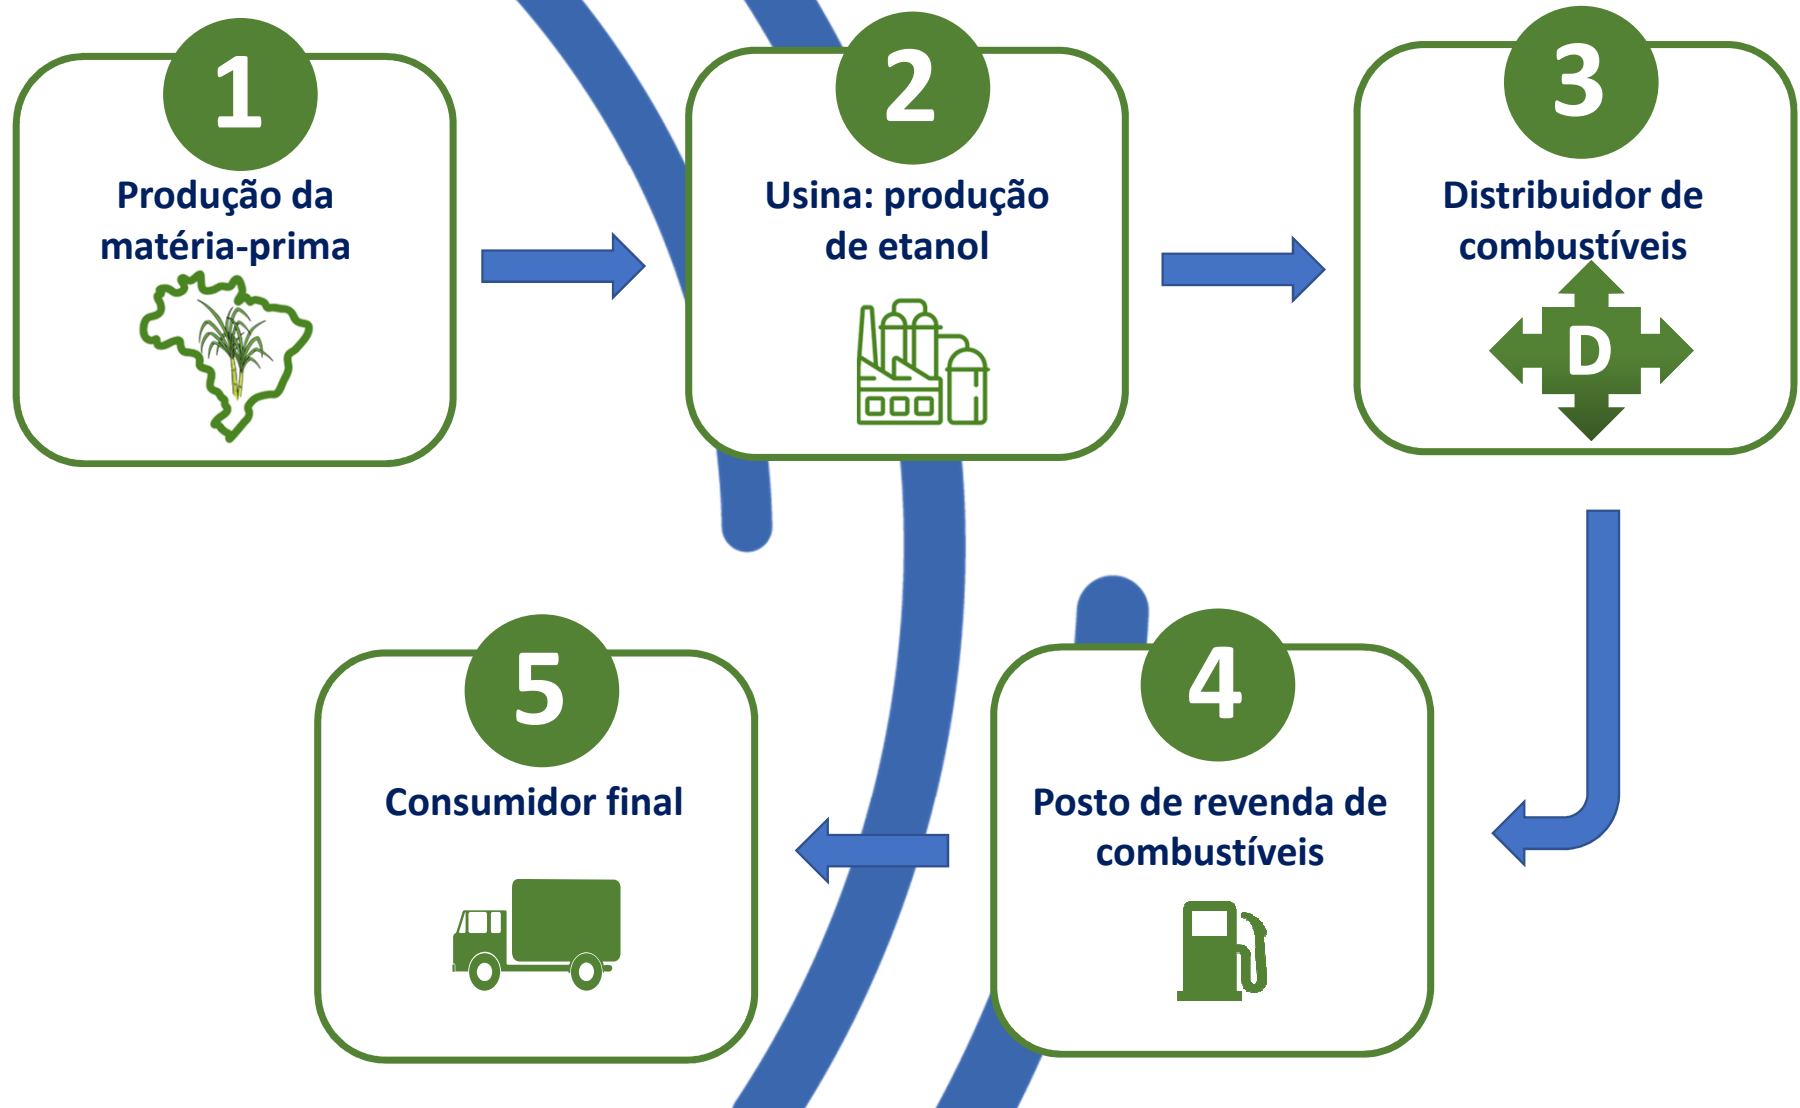 1
Produção da
matéria-prima
2
Usina: produção
de etanol
3
Distribuidor de
combustíveis
D
4
Posto de revenda de
combustíveis
5
Consumidor final